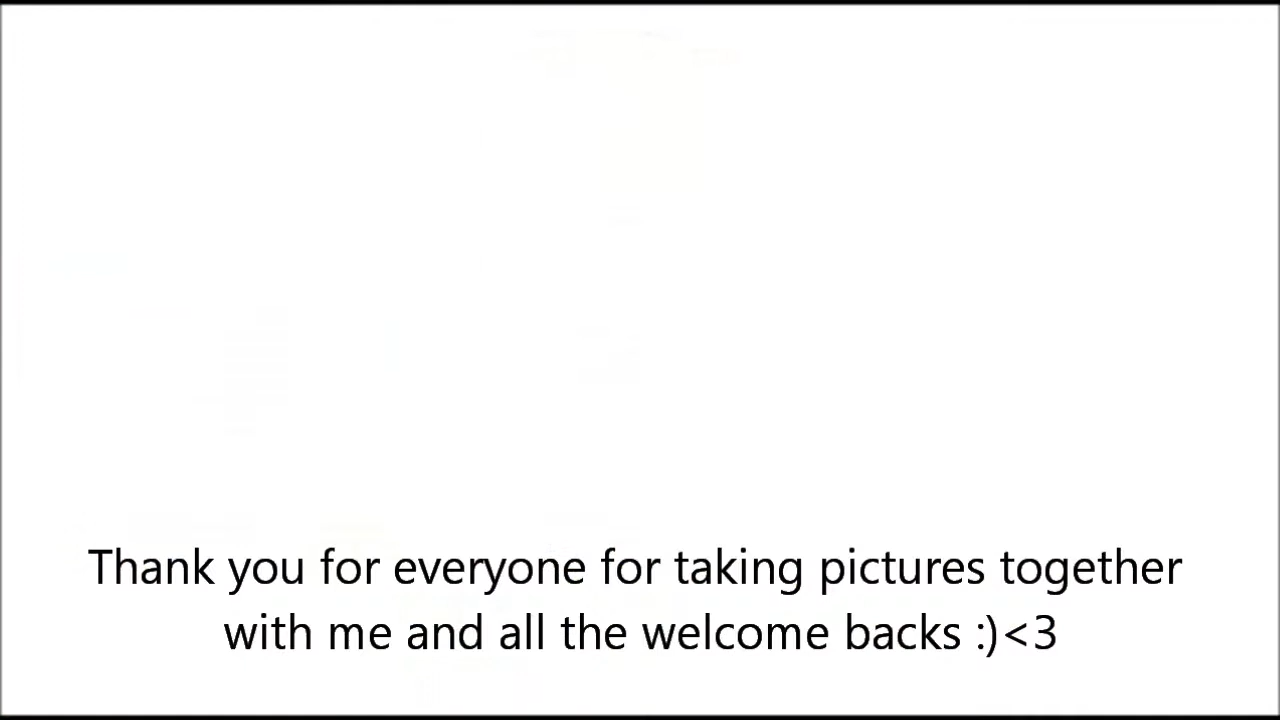 Thank you for everyone for taking pictures together
with me and all the welcome backs :)<3